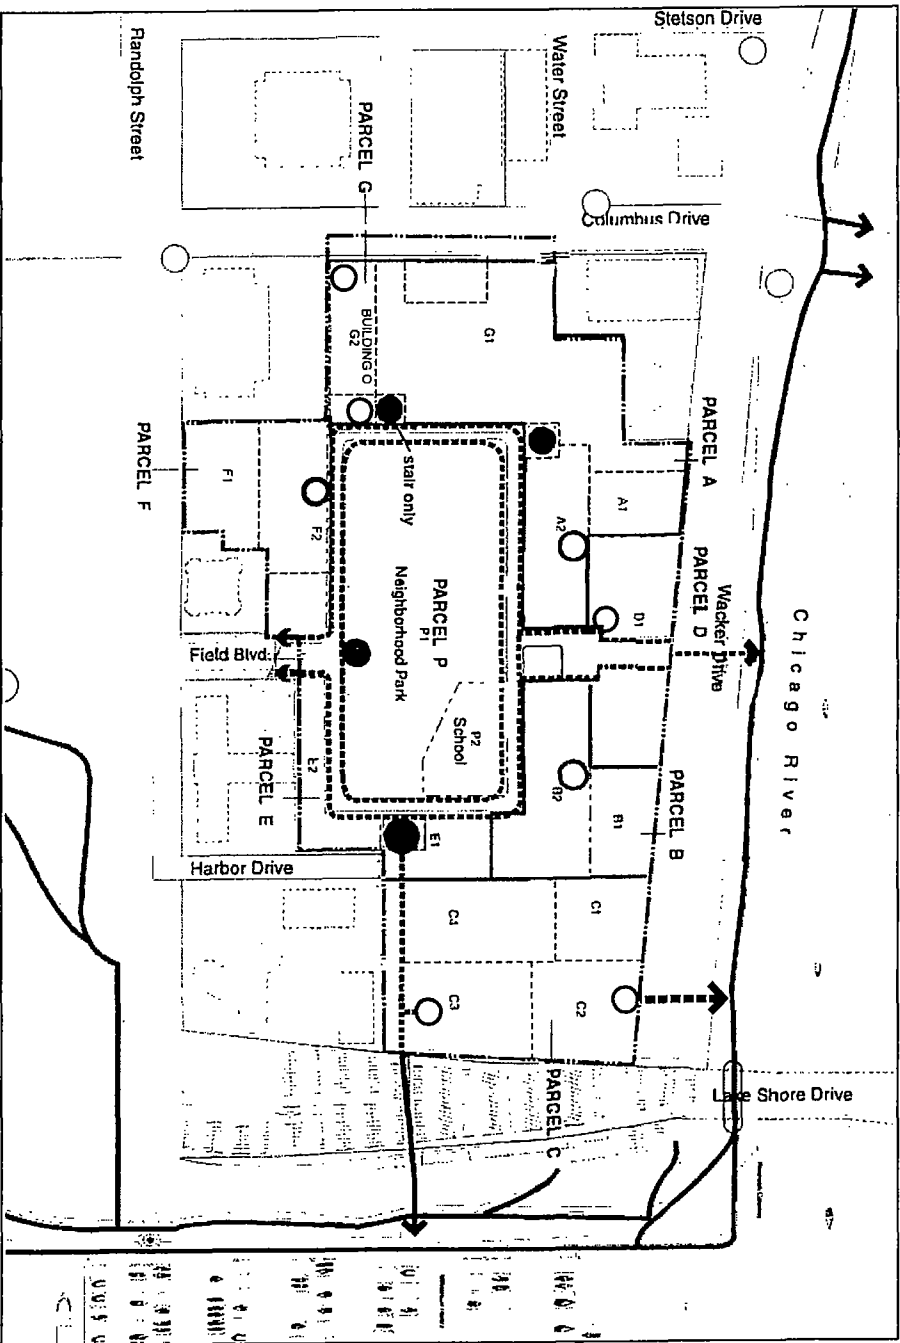 Stetson Drive
Randolph Street
Water Street
PARCEL G
Columbus Drive
G1
BUILDING O
G2
PARCEL A
PARCEL F
stair only
F1
A1
A2
F2
PARCEL D
Wacker Drive
D1
Chicago River
PARCEL P
P1
Neighborhood Park
Field Blvd.
P2
School
PARCEL E
E2
B2
PARCEL B
B1
E1
Harbor Drive
C4
C1
C3
C2
PARCEL C
Lake Shore Drive